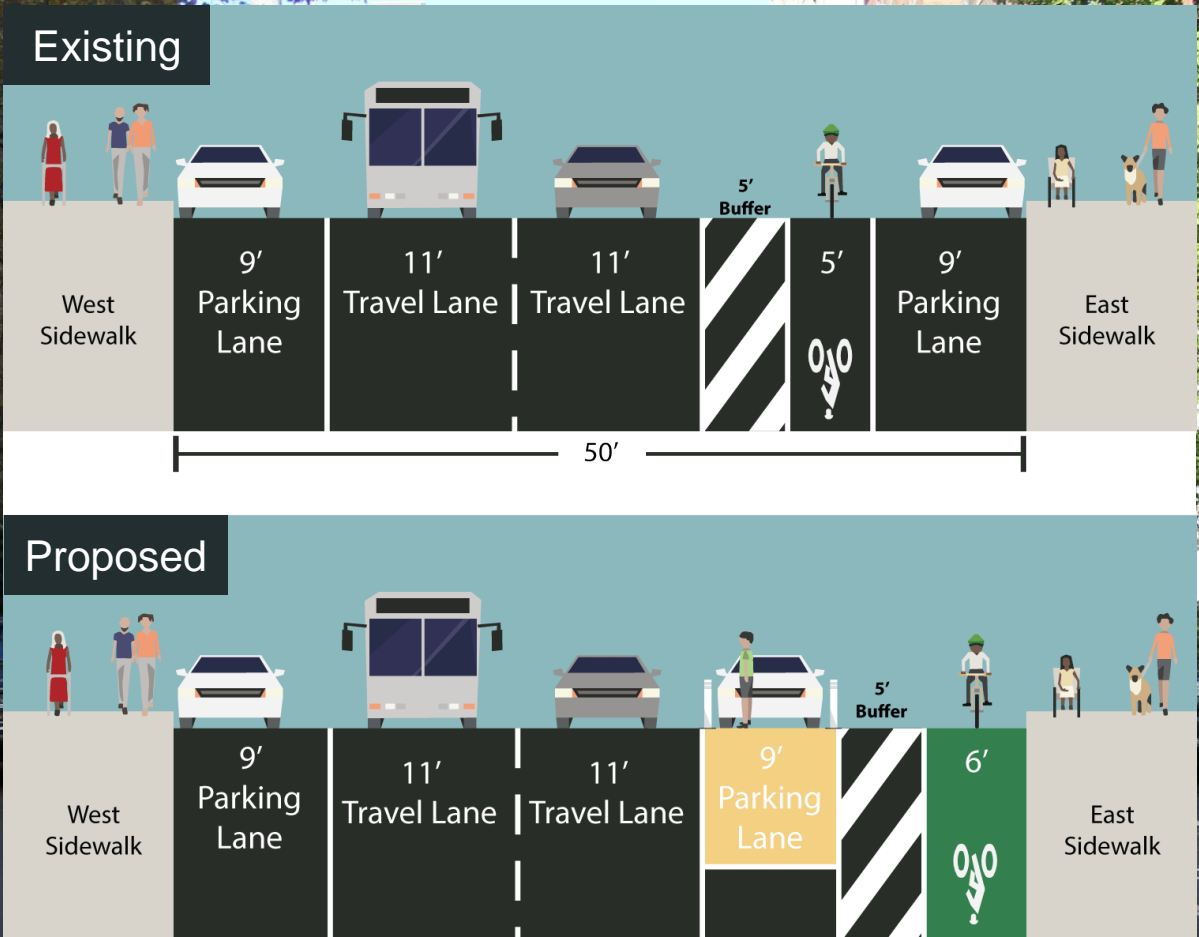 Existing
5’
Buffer
9’
Parking
Lane
11’
Travel Lane
11’
Travel Lane
5’
9’
Parking
Lane
West
Sidewalk
East
Sidewalk
50’
Proposed
5’
Buffer
9’
Parking
Lane
11’
Travel Lane
11’
Travel Lane
9’
Parking
Lane
6’
West
Sidewalk
East
Sidewalk